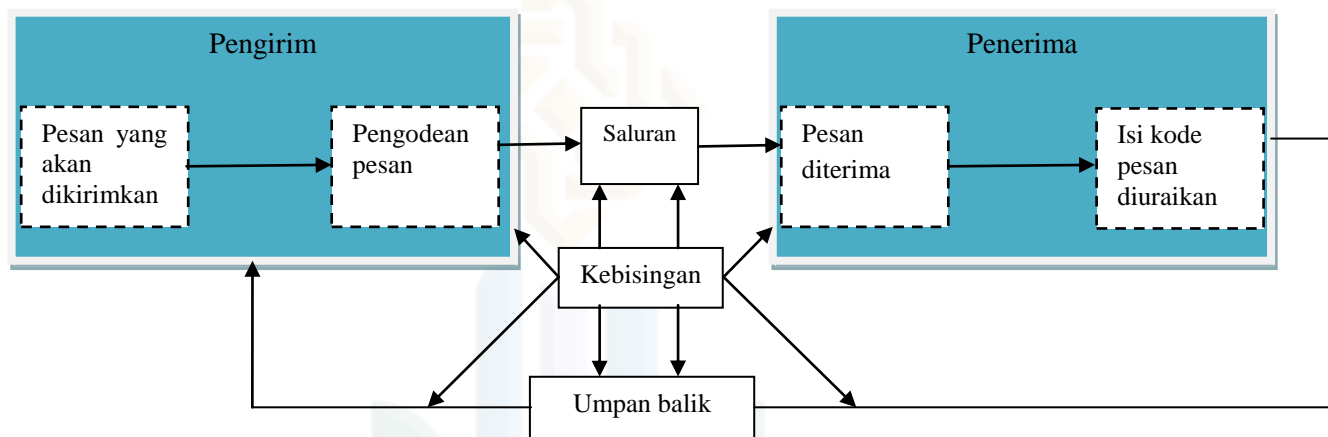 Pengirim
Pesan yang
akan
dikirimkan
Pengodean
pesan
Saluran
Penerima
Pesan
diterima
Isi kode
pesan
diuraikan
Kebisingan
Umpan balik